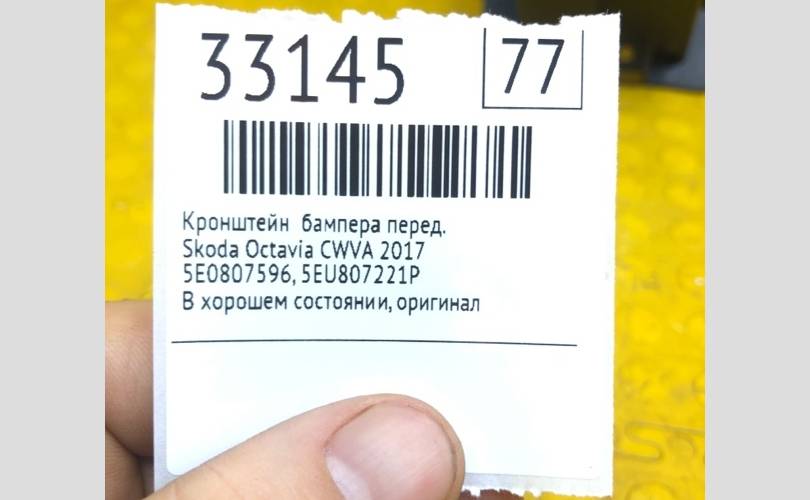 33145 77
Кронштейн бампера перед.
Skoda Octavia CWVA 2017
5E0807596, 5EU807221P
В хорошем состоянии, оригинал